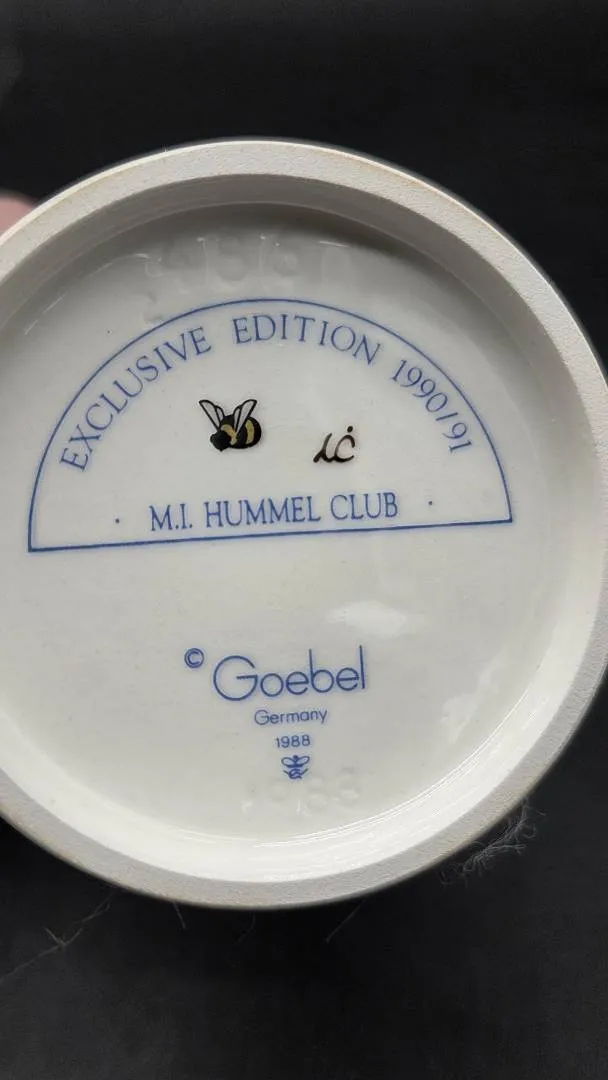 EXCLUSIVE EDITION 1990/91
· M.I. HUMMEL CLUB ·
© Goebel
Germany
1988